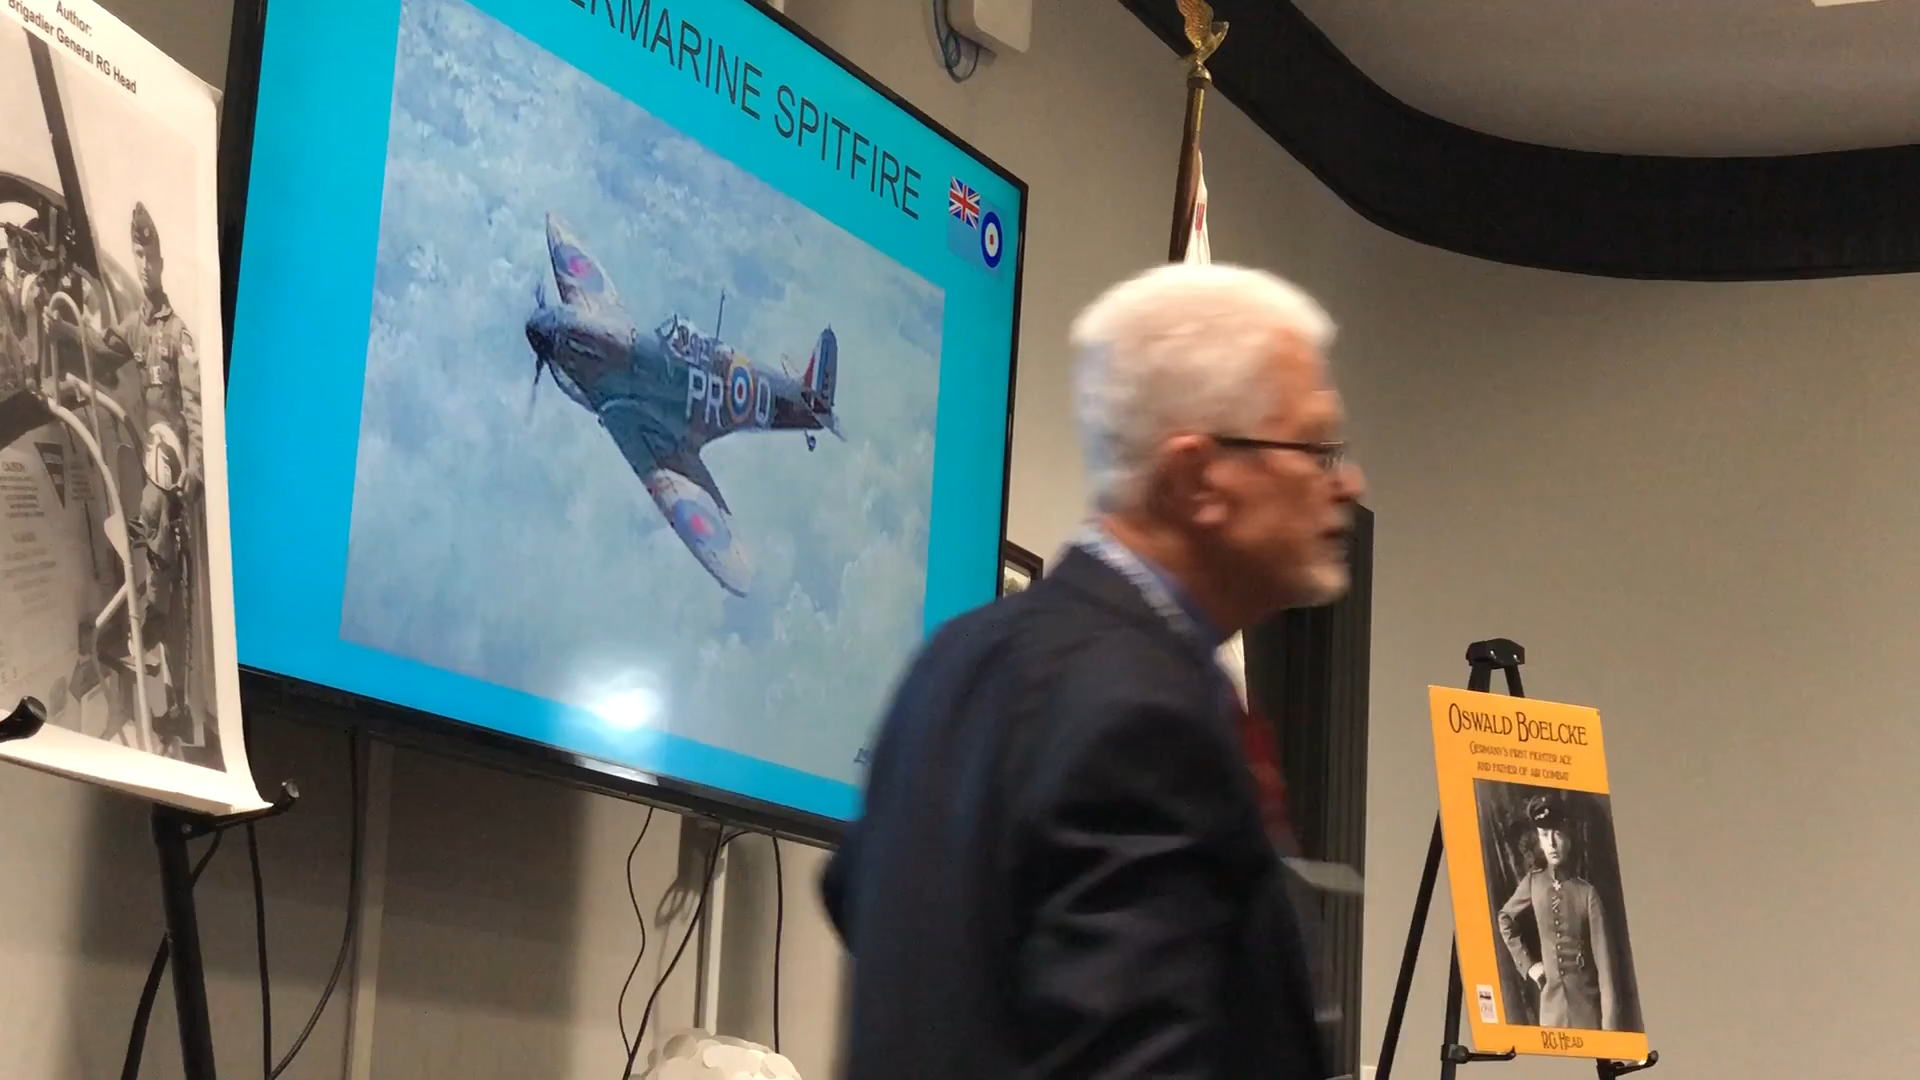 Author:
Brigadier General RG Head
ERMARINE SPITFIRE
PR
D
CAUTION
OSWALD BOELCKE
GERMANY'S FIRST FIGHTER ACE
AND FATHER OF AIR COMBAT
R.G. HEAD